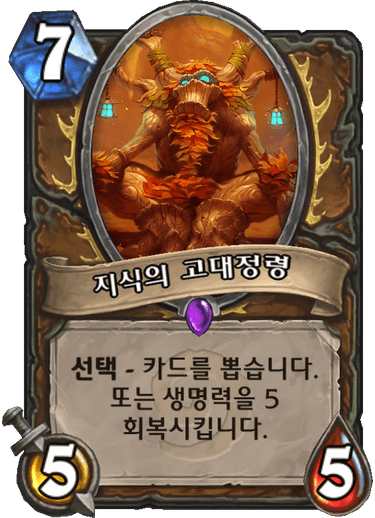 7
지식의 고대정령
선택 - 카드를 뽑습니다.
또는 생명력을 5
회복시킵니다.
5
5